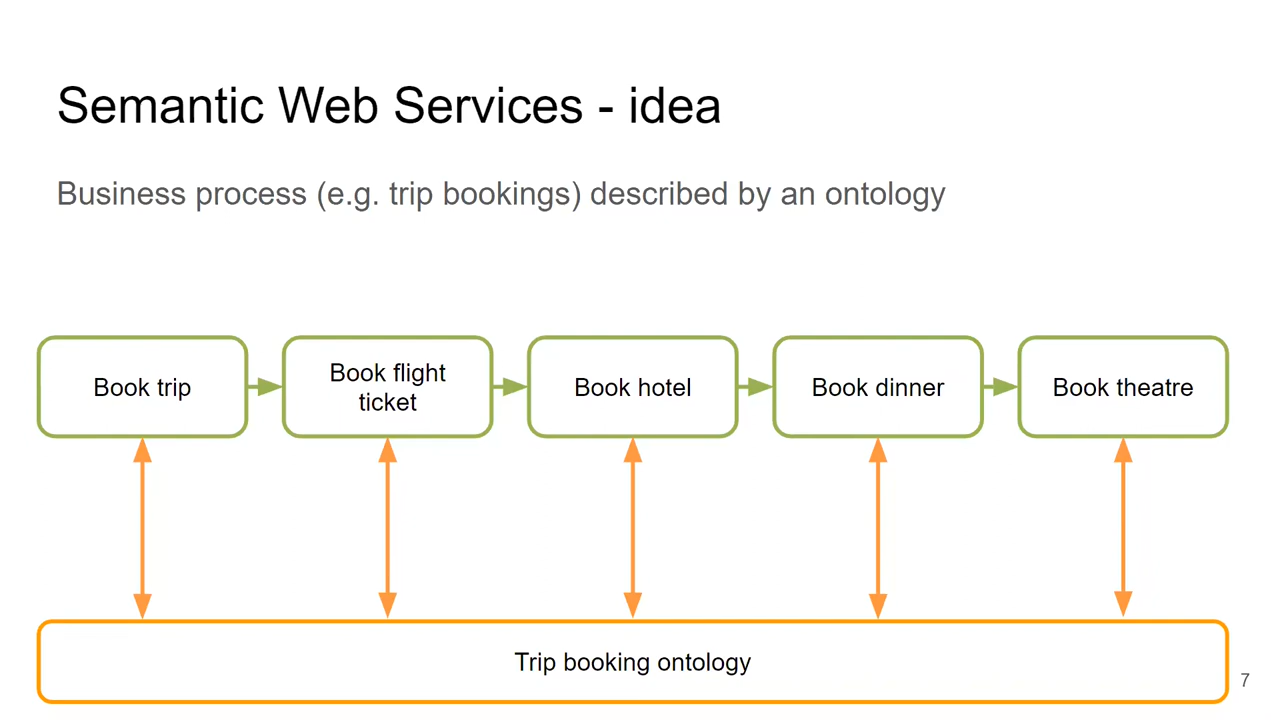 Semantic Web Services - idea
Business process (e.g. trip bookings) described by an ontology
Book trip
Book flight
ticket
Book hotel
Book dinner
Book theatre
Trip booking ontology
7